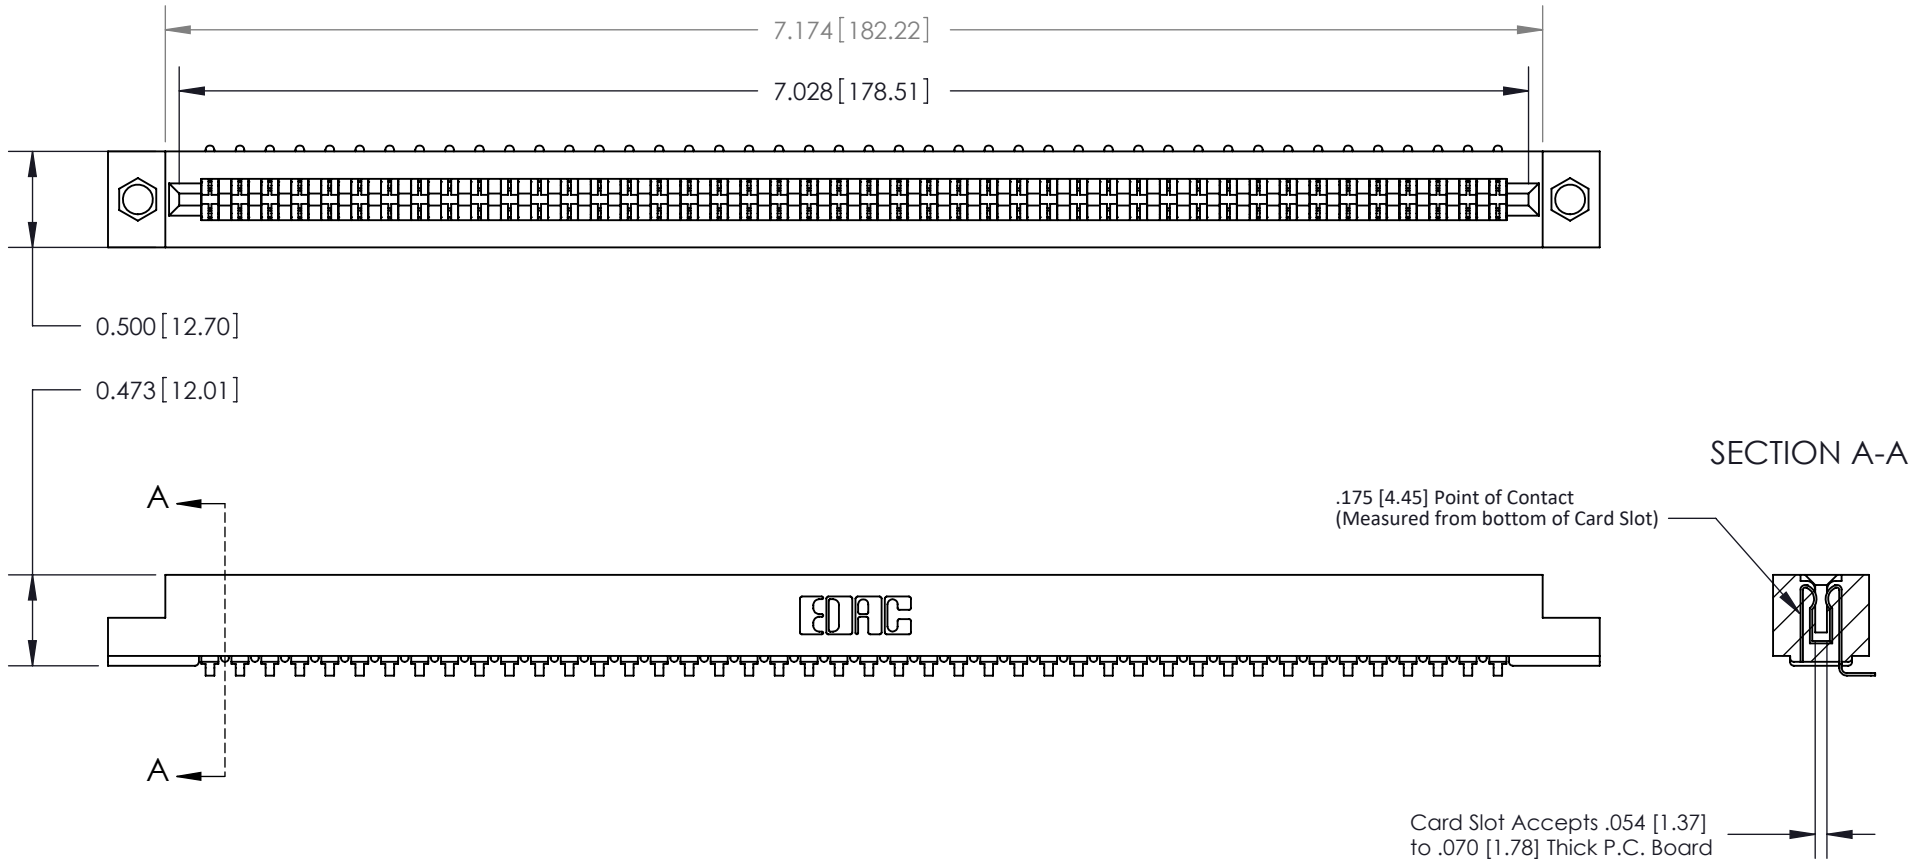 7.174[182.22]
7.028[178.51]
0.500[12.70]
0.473[12.01]
SECTION A-A
A
.175 [4.45] Point of Contact
(Measured from bottom of Card Slot)
EDAC
A
Card Slot Accepts .054 [1.37]
to .070 [1.78] Thick P.C. Board